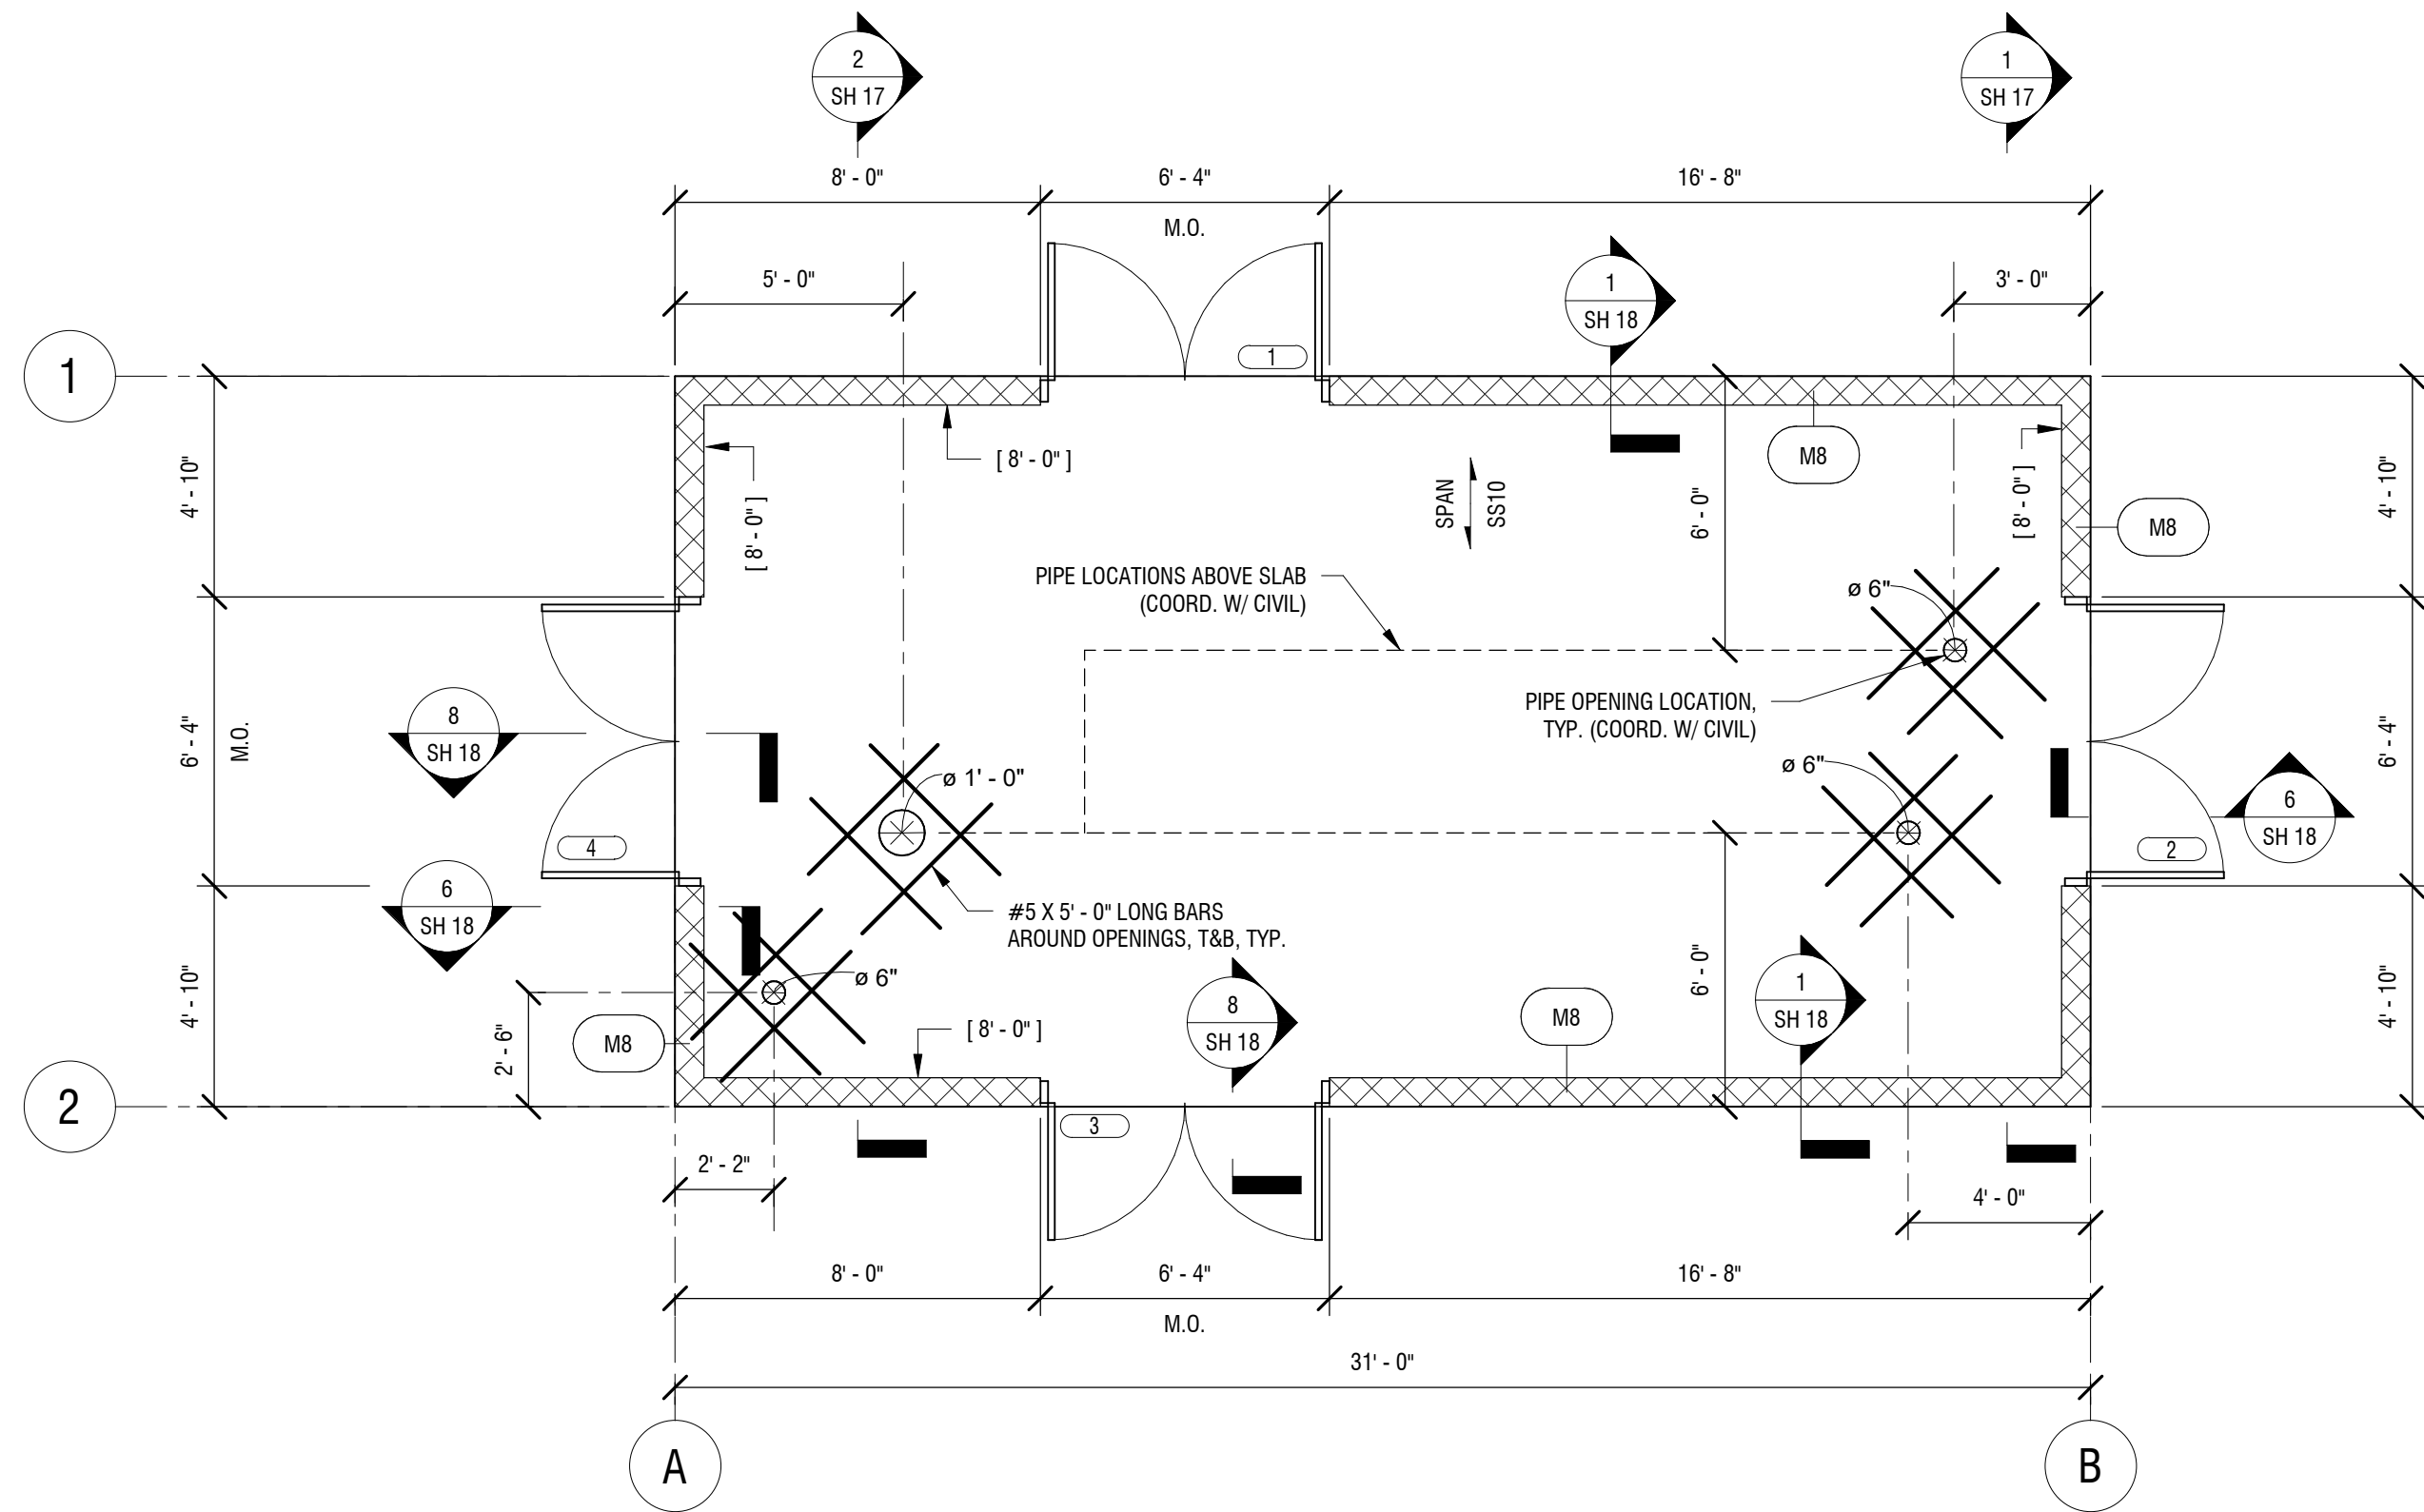 2
SH 17
1
SH 17
8' - 0"
6' - 4"
16' - 8"
M.O.
5' - 0"
3' - 0"
1
SH 18
1
1
4' - 10"
[ 8' - 0" ]
[ 8' - 0" ]
M8
[ 8' - 0" ]
M8
4' - 10"
SPAN
SS10
6' - 0"
PIPE LOCATIONS ABOVE SLAB
(COORD. W/ CIVIL)
ø 6"
PIPE OPENING LOCATION,
TYP. (COORD. W/ CIVIL)
8
SH 18
6' - 4"
M.O.
ø 1' - 0"
ø 6"
6' - 4"
6
SH 18
4
2
6
SH 18
#5 X 5' - 0" LONG BARS
AROUND OPENINGS, T&B, TYP.
ø 6"
4' - 10"
2' - 6"
M8
[ 8' - 0" ]
8
SH 18
M8
6' - 0"
1
SH 18
4' - 10"
2
3
2' - 2"
4' - 0"
8' - 0"
6' - 4"
16' - 8"
M.O.
31' - 0"
A
B